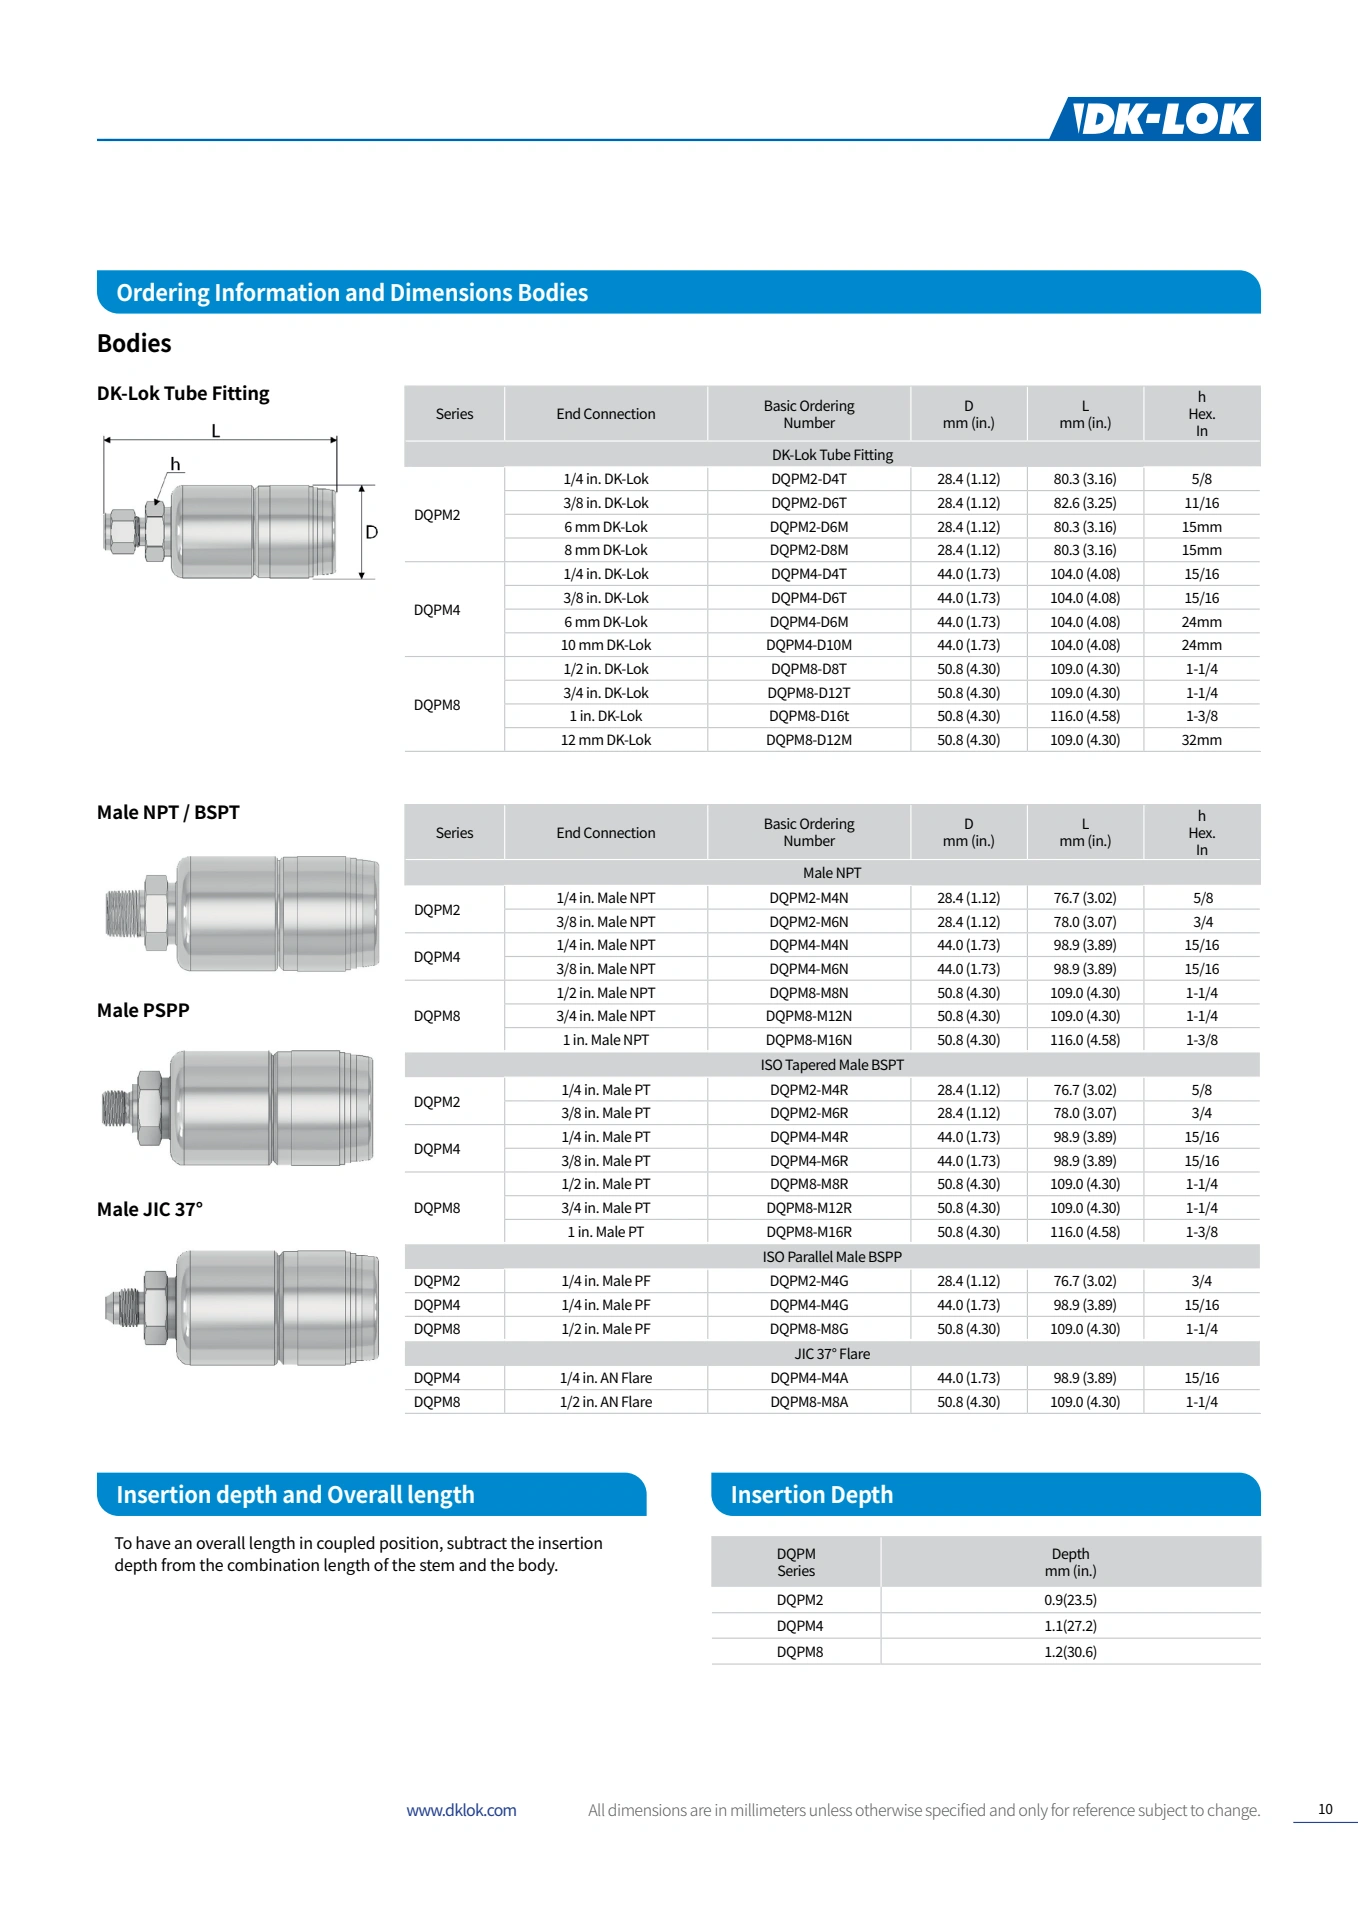 DK-LOK
Ordering Information and Dimensions Bodies
Bodies
DK-Lok Tube Fitting
L
h
D
Series End Connection Basic Ordering Number D mm (in.) L mm (in.) h Hex. In
DK-Lok Tube Fitting
DQPM2
1/4 in. DK-Lok DQPM2-D4T 28.4 (1.12) 80.3 (3.16) 5/8
3/8 in. DK-Lok DQPM2-D6T 28.4 (1.12) 82.6 (3.25) 11/16
6 mm DK-Lok DQPM2-D6M 28.4 (1.12) 80.3 (3.16) 15mm
8 mm DK-Lok DQPM2-D8M 28.4 (1.12) 80.3 (3.16) 15mm
DQPM4
1/4 in. DK-Lok DQPM4-D4T 44.0 (1.73) 104.0 (4.08) 15/16
3/8 in. DK-Lok DQPM4-D6T 44.0 (1.73) 104.0 (4.08) 15/16
6 mm DK-Lok DQPM4-D6M 44.0 (1.73) 104.0 (4.08) 24mm
10 mm DK-Lok DQPM4-D10M 44.0 (1.73) 104.0 (4.08) 24mm
DQPM8
1/2 in. DK-Lok DQPM8-D8T 50.8 (4.30) 109.0 (4.30) 1-1/4
3/4 in. DK-Lok DQPM8-D12T 50.8 (4.30) 109.0 (4.30) 1-1/4
1 in. DK-Lok DQPM8-D16t 50.8 (4.30) 116.0 (4.58) 1-3/8
12 mm DK-Lok DQPM8-D12M 50.8 (4.30) 109.0 (4.30) 32mm
Male NPT / BSPT
Male PSPP
Male JIC 37°
Series End Connection Basic Ordering Number D mm (in.) L mm (in.) h Hex. In
Male NPT
DQPM2
1/4 in. Male NPT DQPM2-M4N 28.4 (1.12) 76.7 (3.02) 5/8
3/8 in. Male NPT DQPM2-M6N 28.4 (1.12) 78.0 (3.07) 3/4
DQPM4
1/4 in. Male NPT DQPM4-M4N 44.0 (1.73) 98.9 (3.89) 15/16
3/8 in. Male NPT DQPM4-M6N 44.0 (1.73) 98.9 (3.89) 15/16
DQPM8
1/2 in. Male NPT DQPM8-M8N 50.8 (4.30) 109.0 (4.30) 1-1/4
3/4 in. Male NPT DQPM8-M12N 50.8 (4.30) 109.0 (4.30) 1-1/4
1 in. Male NPT DQPM8-M16N 50.8 (4.30) 116.0 (4.58) 1-3/8
ISO Tapered Male BSPT
DQPM2
1/4 in. Male PT DQPM2-M4R 28.4 (1.12) 76.7 (3.02) 5/8
3/8 in. Male PT DQPM2-M6R 28.4 (1.12) 78.0 (3.07) 3/4
DQPM4
1/4 in. Male PT DQPM4-M4R 44.0 (1.73) 98.9 (3.89) 15/16
3/8 in. Male PT DQPM4-M6R 44.0 (1.73) 98.9 (3.89) 15/16
DQPM8
1/2 in. Male PT DQPM8-M8R 50.8 (4.30) 109.0 (4.30) 1-1/4
3/4 in. Male PT DQPM8-M12R 50.8 (4.30) 109.0 (4.30) 1-1/4
1 in. Male PT DQPM8-M16R 50.8 (4.30) 116.0 (4.58) 1-3/8
ISO Parallel Male BSPP
DQPM2 1/4 in. Male PF DQPM2-M4G 28.4 (1.12) 76.7 (3.02) 3/4
DQPM4 1/4 in. Male PF DQPM4-M4G 44.0 (1.73) 98.9 (3.89) 15/16
DQPM8 1/2 in. Male PF DQPM8-M8G 50.8 (4.30) 109.0 (4.30) 1-1/4
JIC 37° Flare
DQPM4 1/4 in. AN Flare DQPM4-M4A 44.0 (1.73) 98.9 (3.89) 15/16
DQPM8 1/2 in. AN Flare DQPM8-M8A 50.8 (4.30) 109.0 (4.30) 1-1/4
Insertion depth and Overall length
To have an overall length in coupled position, subtract the insertion
depth from the combination length of the stem and the body.
Insertion Depth
DQPM Series Depth mm (in.)
DQPM2 0.9(23.5)
DQPM4 1.1(27.2)
DQPM8 1.2(30.6)
www.dklok.com All dimensions are in millimeters unless otherwise specified and only for reference subject to change. 10